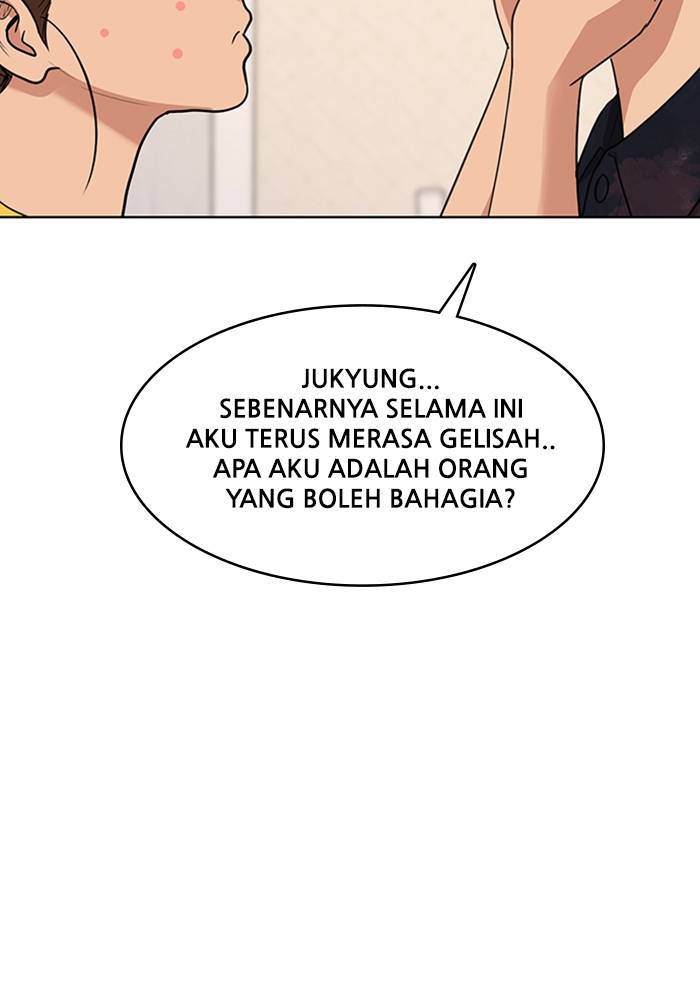 JUKYUNG...
SEBENARNYA SELAMA INI
AKU TERUS MERASA GELISAH..
APA AKU ADALAH ORANG
YANG BOLEH BAHAGIA?